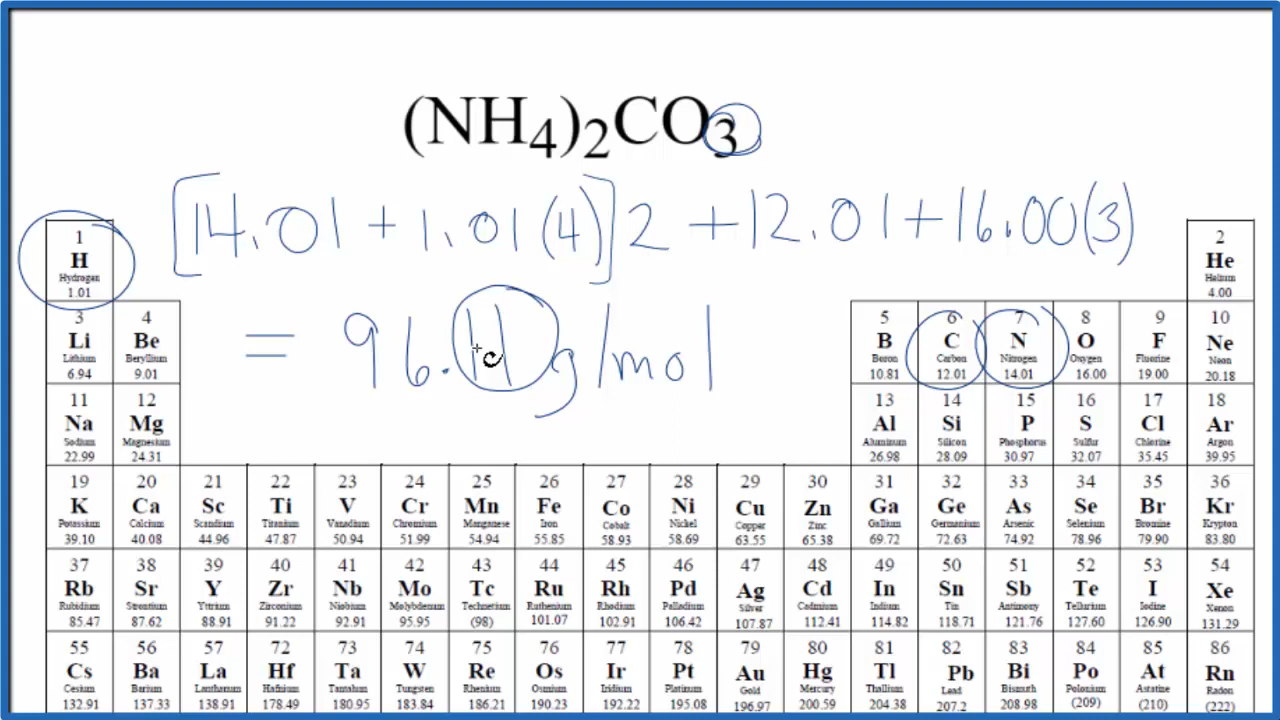 (NH₄)₂CO₃
[14.01 + 1.01(4)]2 + 12.01 + 16.00(3)
= 96.11 g/mol
1 H Hydrogen 1.01
2 He Helium 4.00
3 Li Lithium 6.94
4 Be Beryllium 9.01
5 B Boron 10.81
6 C Carbon 12.01
7 N Nitrogen 14.01
8 O Oxygen 16.00
9 F Fluorine 19.00
10 Ne Neon 20.18
11 Na Sodium 22.99
12 Mg Magnesium 24.31
13 Al Aluminum 26.98
14 Si Silicon 28.09
15 P Phosphorus 30.97
16 S Sulfur 32.07
17 Cl Chlorine 35.45
18 Ar Argon 39.95
19 K Potassium 39.10
20 Ca Calcium 40.08
21 Sc Scandium 44.96
22 Ti Titanium 47.87
23 V Vanadium 50.94
24 Cr Chromium 51.99
25 Mn Manganese 54.94
26 Fe Iron 55.85
27 Co Cobalt 58.93
28 Ni Nickel 58.69
29 Cu Copper 63.55
30 Zn Zinc 65.38
31 Ga Gallium 69.72
32 Ge Germanium 72.63
33 As Arsenic 74.92
34 Se Selenium 78.96
35 Br Bromine 79.90
36 Kr Krypton 83.80
37 Rb Rubidium 85.47
38 Sr Strontium 87.62
39 Y Yttrium 88.91
40 Zr Zirconium 91.22
41 Nb Niobium 92.91
42 Mo Molybdenum 95.95
43 Tc Technetium (98)
44 Ru Ruthenium 101.07
45 Rh Rhodium 102.91
46 Pd Palladium 106.42
47 Ag Silver 107.87
48 Cd Cadmium 112.41
49 In Indium 114.82
50 Sn Tin 118.71
51 Sb Antimony 121.76
52 Te Tellurium 127.60
53 I Iodine 126.90
54 Xe Xenon 131.29
55 Cs Cesium 132.91
56 Ba Barium 137.33
57 La Lanthanum 138.91
72 Hf Hafnium 178.49
73 Ta Tantalum 180.95
74 W Tungsten 183.84
75 Re Rhenium 186.21
76 Os Osmium 190.23
77 Ir Iridium 192.22
78 Pt Platinum 195.08
79 Au Gold 196.97
80 Hg Mercury 200.59
81 Tl Thallium 204.38
82 Pb Lead 207.2
83 Bi Bismuth 208.98
84 Po Polonium (209)
85 At Astatine (210)
86 Rn Radon (222)